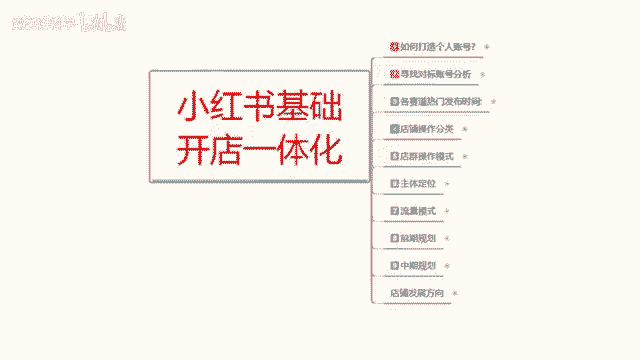 小红书基础
开店一体化
1如何打造个人账号?
2寻找对标账号分析
3各赛道热门发布时间:
4店铺操作分类
5店群操作模式
6主体定位
7流量模式
8前期规划
9中期规划
店铺发展方向